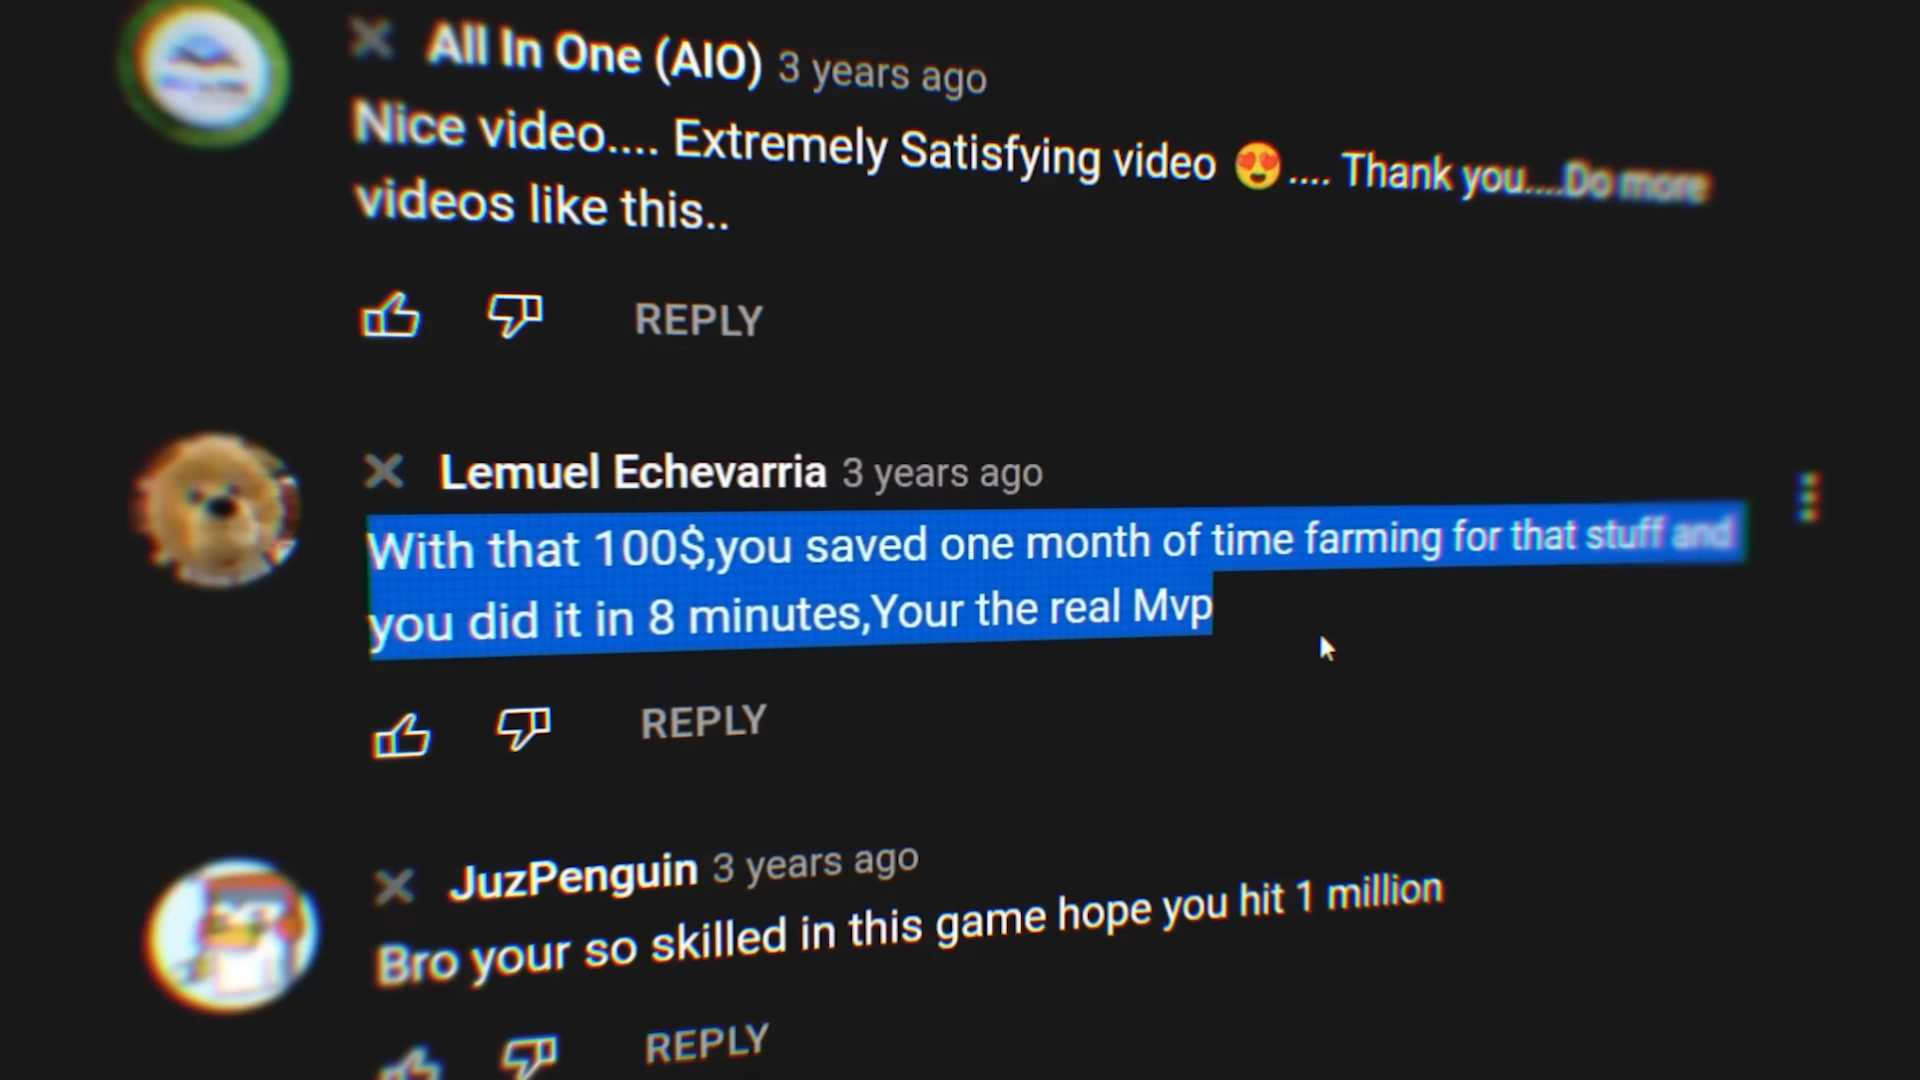 All In One (AIO) 3 years ago
Nice video.... Extremely Satisfying video 😍.... Thank you....Do more
videos like this..
REPLY
Lemuel Echevarria 3 years ago
With that 100$,you saved one month of time farming for that stuff and
you did it in 8 minutes,Your the real Mvp
REPLY
JuzPenguin 3 years ago
Bro your so skilled in this game hope you hit 1 million
REPLY